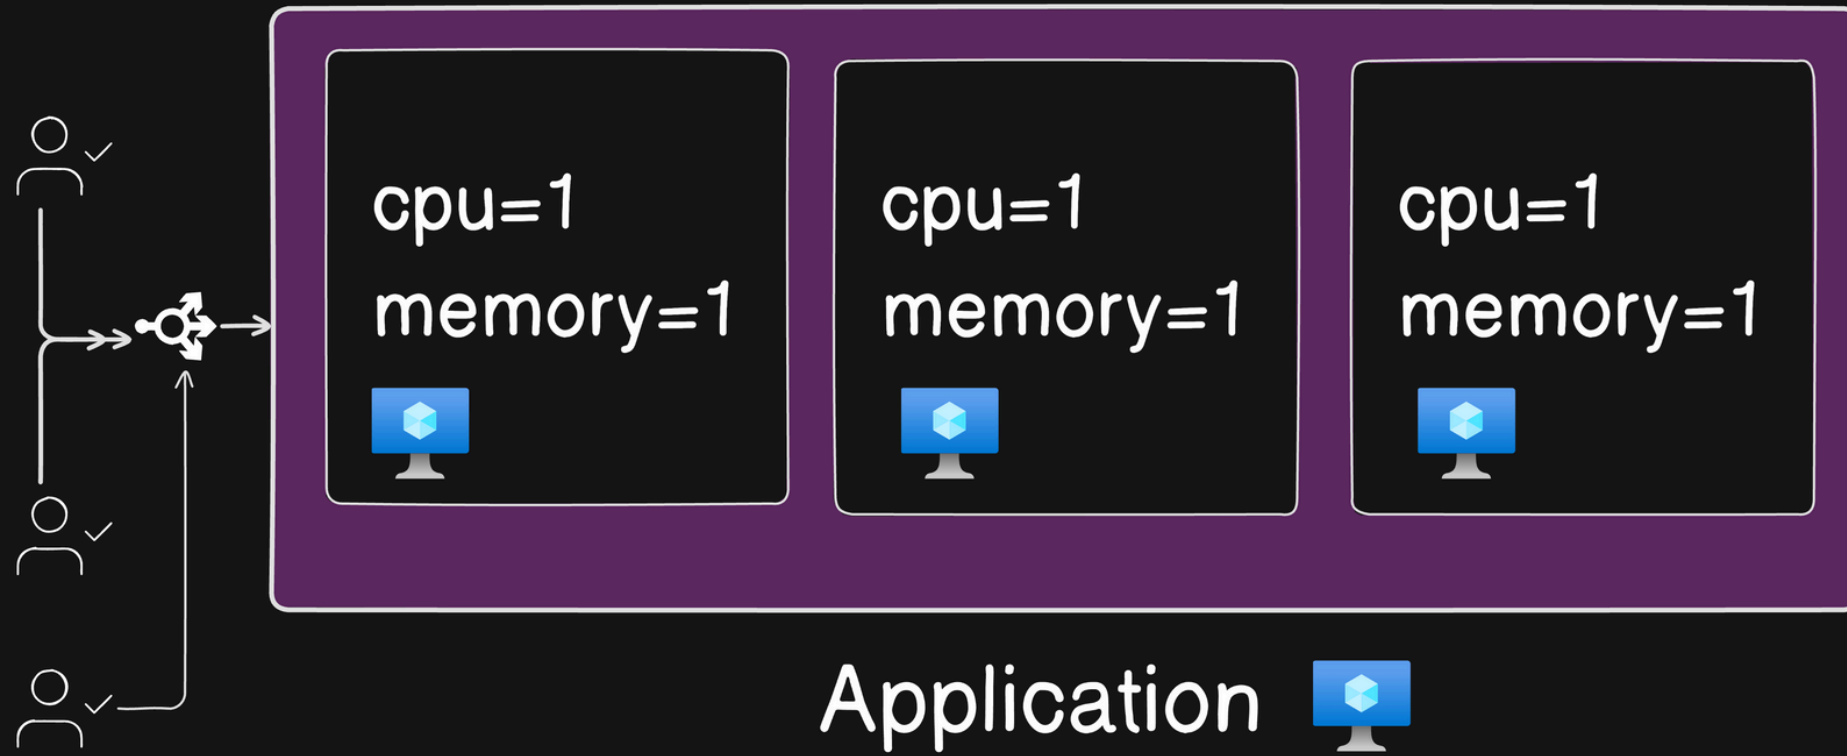 cpu=1
memory=1
cpu=1
memory=1
cpu=1
memory=1
Application